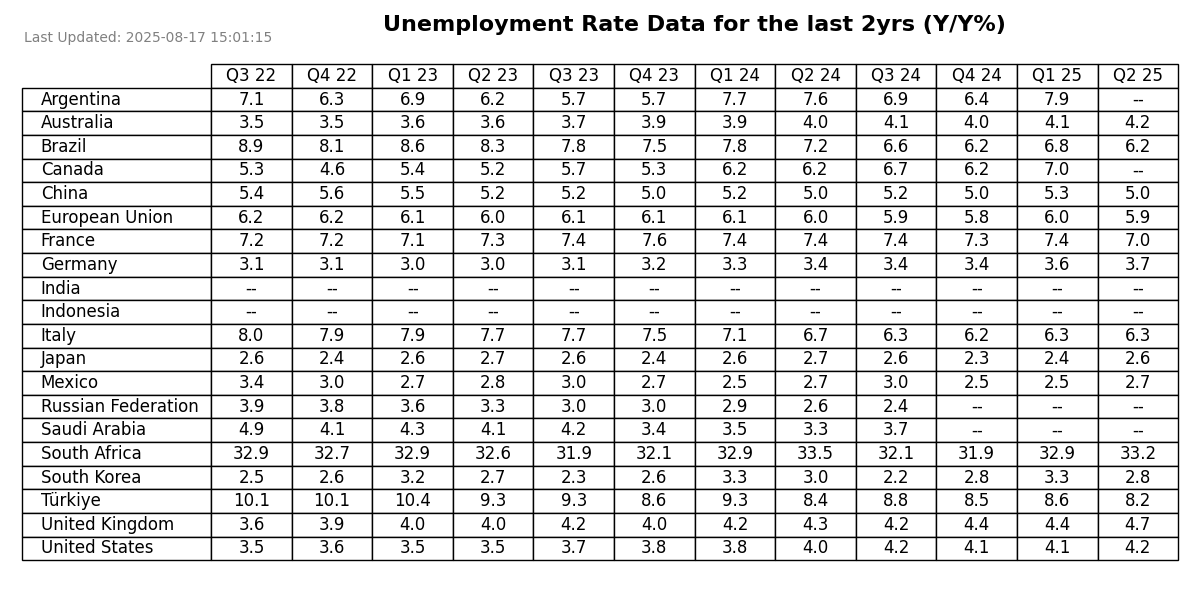 Unemployment Rate Data for the last 2yrs (Y/Y%)
Last Updated: 2025-08-17 15:01:15
Q3 22 Q4 22 Q1 23 Q2 23 Q3 23 Q4 23 Q1 24 Q2 24 Q3 24 Q4 24 Q1 25 Q2 25
Argentina 7.1 6.3 6.9 6.2 5.7 5.7 7.7 7.6 6.9 6.4 7.9 --
Australia 3.5 3.5 3.6 3.6 3.7 3.9 3.9 4.0 4.1 4.0 4.1 4.2
Brazil 8.9 8.1 8.6 8.3 7.8 7.5 7.8 7.2 6.6 6.2 6.8 6.2
Canada 5.3 4.6 5.4 5.2 5.7 5.3 6.2 6.2 6.7 6.2 7.0 --
China 5.4 5.6 5.5 5.2 5.2 5.0 5.2 5.0 5.2 5.0 5.3 5.0
European Union 6.2 6.2 6.1 6.0 6.1 6.1 6.1 6.0 5.9 5.8 6.0 5.9
France 7.2 7.2 7.1 7.3 7.4 7.6 7.4 7.4 7.4 7.3 7.4 7.0
Germany 3.1 3.1 3.0 3.0 3.1 3.2 3.3 3.4 3.4 3.4 3.6 3.7
India -- -- -- -- -- -- -- -- -- -- -- --
Indonesia -- -- -- -- -- -- -- -- -- -- -- --
Italy 8.0 7.9 7.9 7.7 7.7 7.5 7.1 6.7 6.3 6.2 6.3 6.3
Japan 2.6 2.4 2.6 2.7 2.6 2.4 2.6 2.7 2.6 2.3 2.4 2.6
Mexico 3.4 3.0 2.7 2.8 3.0 2.7 2.5 2.7 3.0 2.5 2.5 2.7
Russian Federation 3.9 3.8 3.6 3.3 3.0 3.0 2.9 2.6 2.4 -- -- --
Saudi Arabia 4.9 4.1 4.3 4.1 4.2 3.4 3.5 3.3 3.7 -- -- --
South Africa 32.9 32.7 32.9 32.6 31.9 32.1 32.9 33.5 32.1 31.9 32.9 33.2
South Korea 2.5 2.6 3.2 2.7 2.3 2.6 3.3 3.0 2.2 2.8 3.3 2.8
Türkiye 10.1 10.1 10.4 9.3 9.3 8.6 9.3 8.4 8.8 8.5 8.6 8.2
United Kingdom 3.6 3.9 4.0 4.0 4.2 4.0 4.2 4.3 4.2 4.4 4.4 4.7
United States 3.5 3.6 3.5 3.5 3.7 3.8 3.8 4.0 4.2 4.1 4.1 4.2